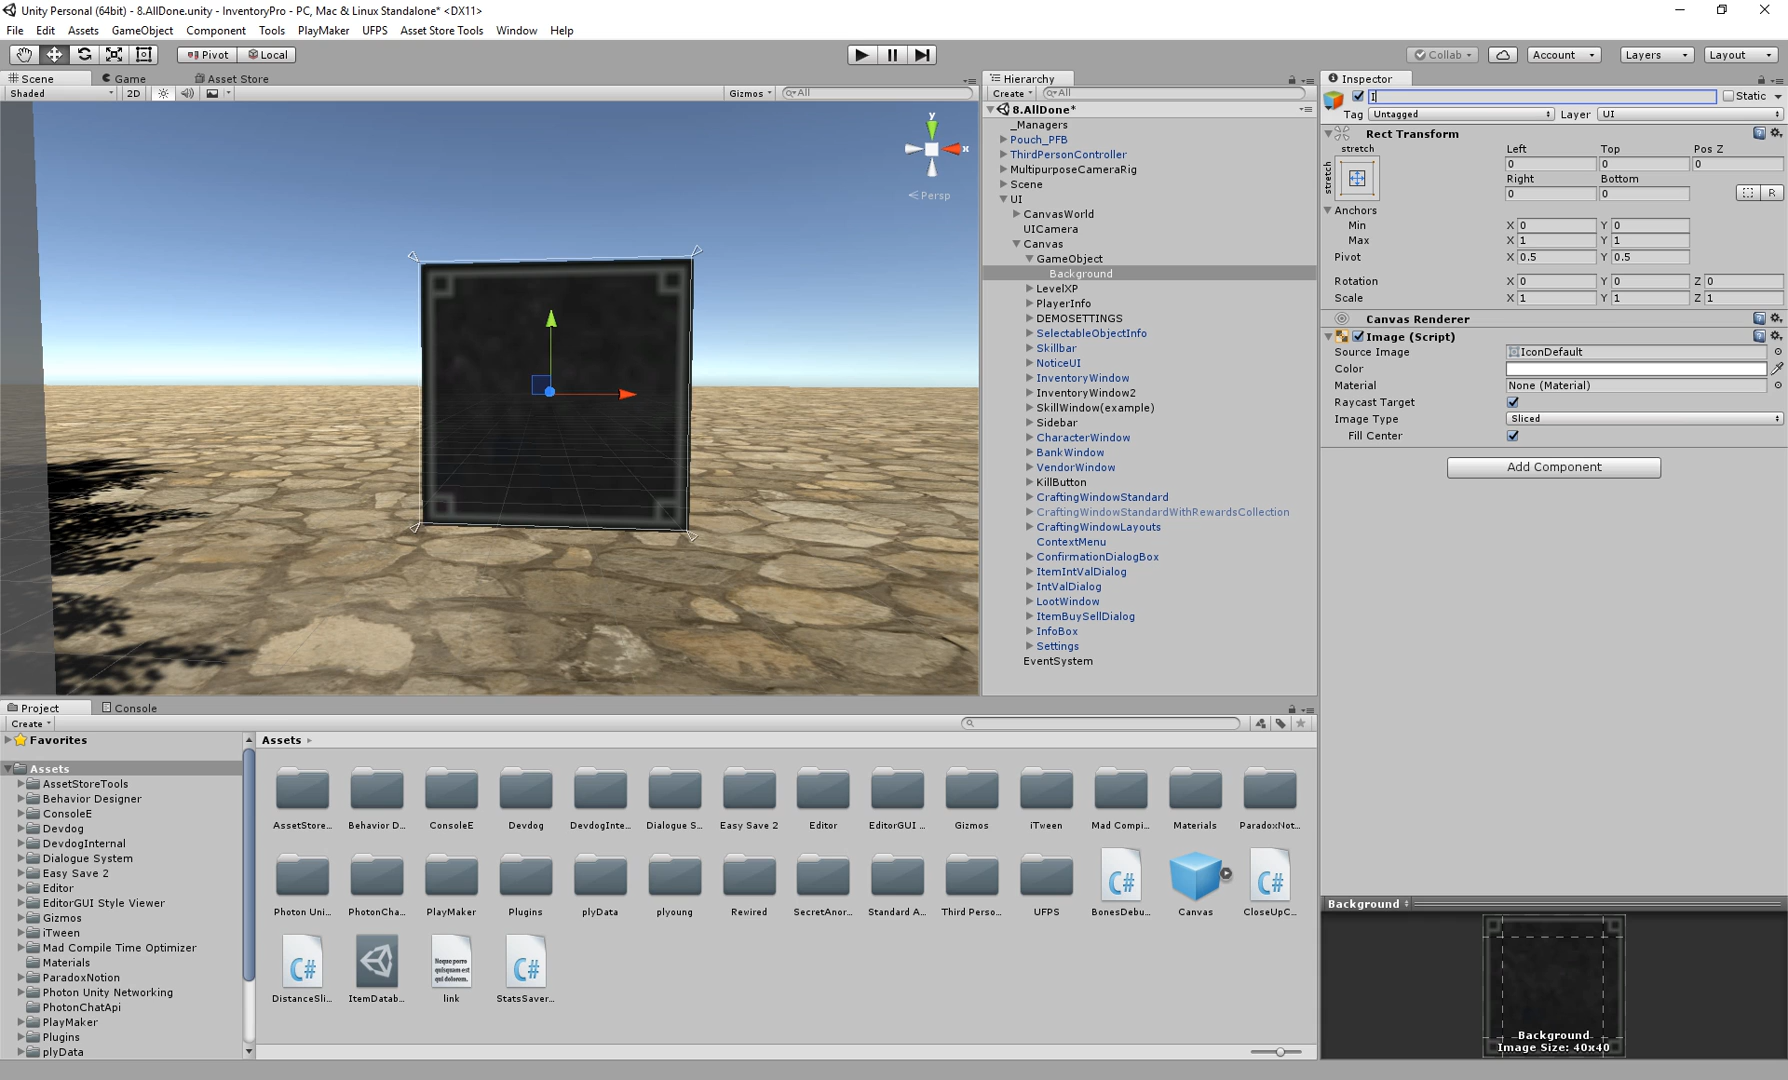 Unity Personal (64bit) - 8.AllDone.unity - InventoryPro - PC, Mac & Linux Standalone* <DX11>
File Edit Assets GameObject Component Tools PlayMaker UFPS Asset Store Tools Window Help
Pivot Local Collab Account Layers Layout
Scene Game Asset Store
Shaded 2D Gizmos All
y
x
Persp
Hierarchy
Create All
8.AllDone*
_Managers
Pouch_PFB
ThirdPersonController
MultipurposeCameraRig
Scene
UI
CanvasWorld
UICamera
Canvas
GameObject
Background
LevelXP
PlayerInfo
DEMOSETTINGS
SelectableObjectInfo
Skillbar
NoticeUI
InventoryWindow
InventoryWindow2
SkillWindow(example)
Sidebar
CharacterWindow
BankWindow
VendorWindow
KillButton
CraftingWindowStandard
CraftingWindowStandardWithRewardsCollection
CraftingWindowLayouts
ContextMenu
ConfirmationDialogBox
ItemIntValDialog
IntValDialog
LootWindow
ItemBuySellDialog
InfoBox
Settings
EventSystem
Inspector
I Static
Tag Untagged Layer UI
Rect Transform
stretch Left Top Pos Z
stretch
0 0 0
Right Bottom
0 0 R
Anchors
Min X 0 Y 0
Max X 1 Y 1
Pivot X 0.5 Y 0.5
Rotation X 0 Y 0 Z 0
Scale X 1 Y 1 Z 1
Canvas Renderer
Image (Script)
Source Image IconDefault
Color
Material None (Material)
Raycast Target
Image Type Sliced
Fill Center
Add Component
Background
Background
Image Size: 40x40
Project Console
Create
Favorites
Assets
AssetStoreTools
Behavior Designer
ConsoleE
Devdog
DevdogInternal
Dialogue System
Easy Save 2
Editor
EditorGUI Style Viewer
Gizmos
iTween
Mad Compile Time Optimizer
Materials
ParadoxNotion
Photon Unity Networking
PhotonChatApi
PlayMaker
Plugins
plyData
Assets
AssetStore... Behavior D... ConsoleE Devdog DevdogInte... Dialogue S... Easy Save 2 Editor EditorGUI ... Gizmos iTween Mad Compi... Materials ParadoxNot...
C# C#
Photon Uni... PhotonCha... PlayMaker Plugins plyData plyoung Rewired SecretAnor... Standard A... Third Perso... UFPS BonesDebu... Canvas CloseUpC...
C# Neque porro quisquam est qui dolorem. C#
DistanceSli... ItemDatab... link StatsSaver...